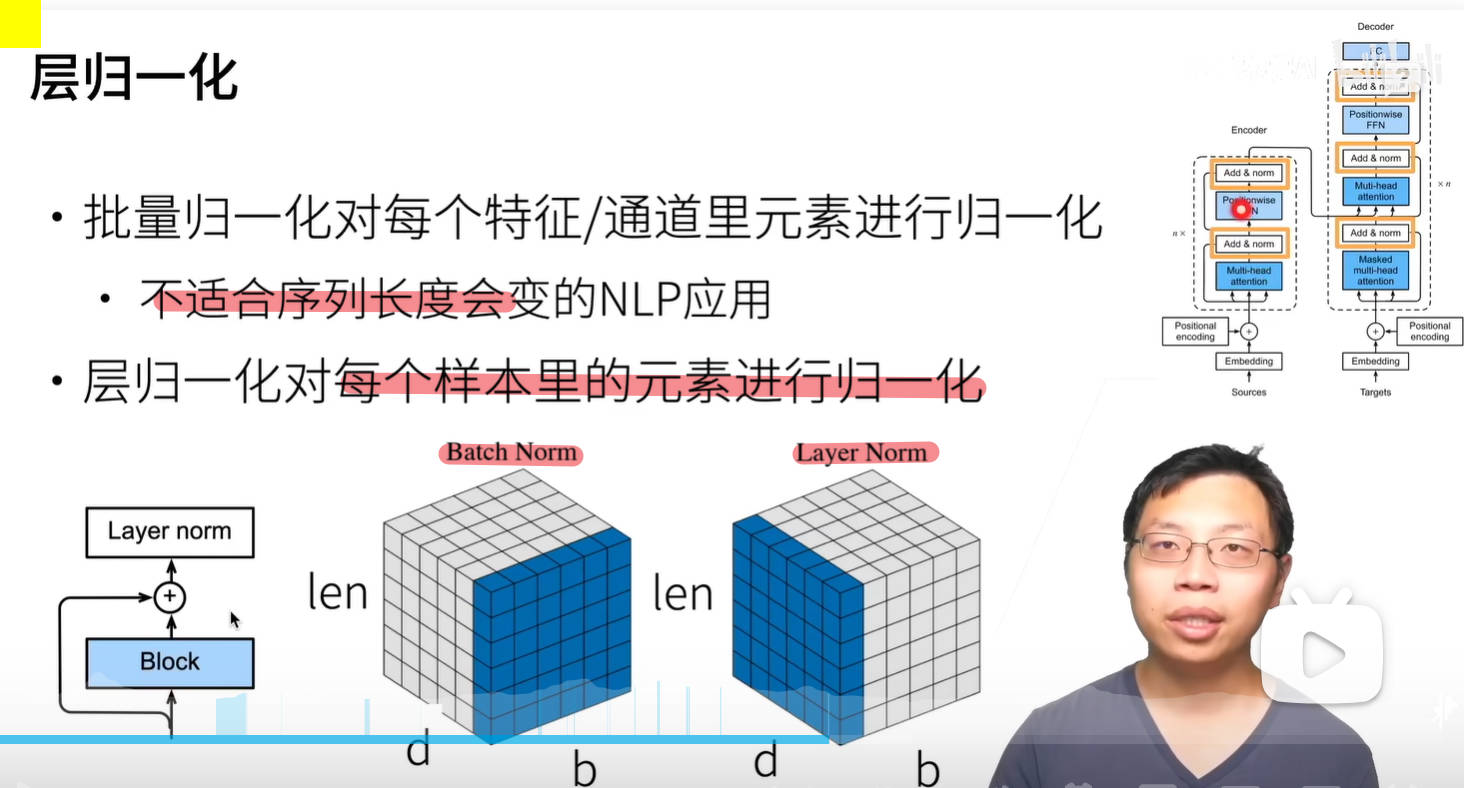 层归一化
• 批量归一化对每个特征/通道里元素进行归一化
• 不适合序列长度会变的NLP应用
• 层归一化对每个样本里的元素进行归一化
Batch Norm
Layer Norm
Layer norm
+
Block
len
d
b
len
d
b
Encoder
Add & norm
Positionwise
Add & norm
Multi-head
attention
n×
Positional
encoding
+
Embedding
Sources
Decoder
Add & norm
Positionwise
FFN
Add & norm
Muti-head
attention
Add & norm
Masked
multi-head
attention
×n
+
Positional
encoding
Embedding
Targets